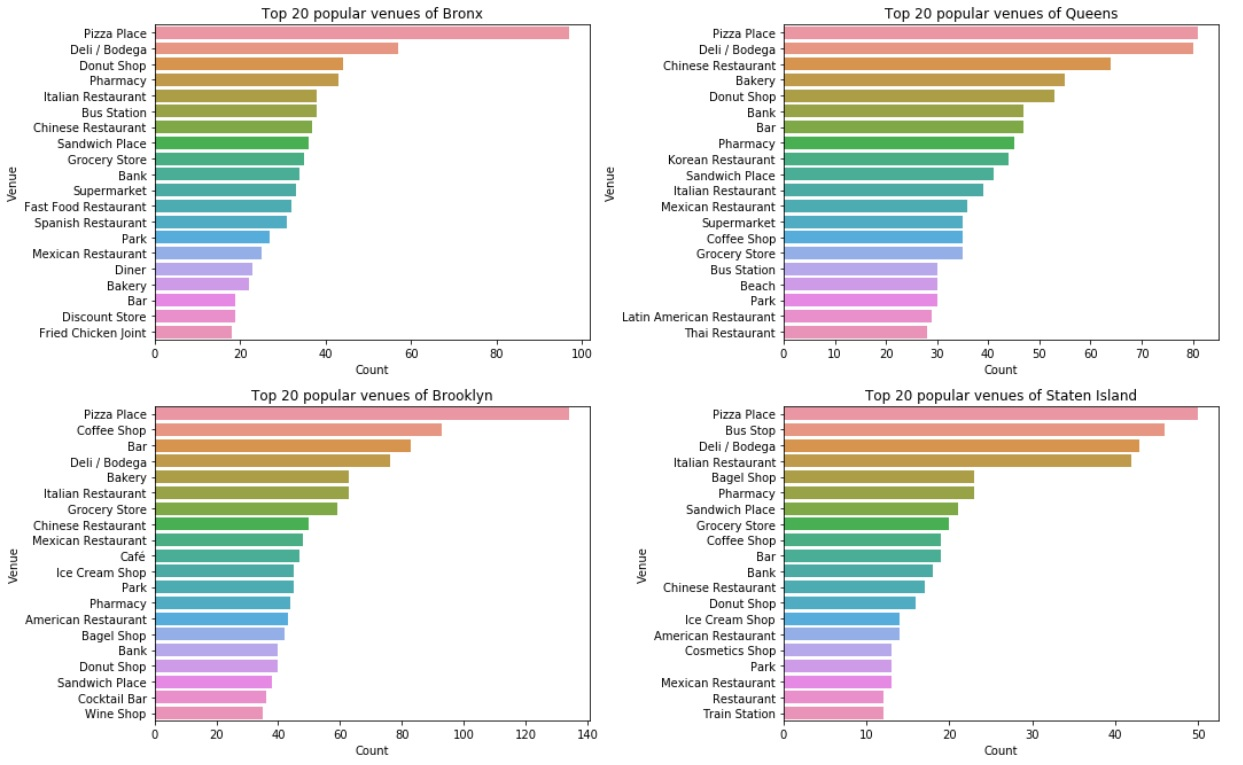 Top 20 popular venues of Bronx
Venue
Pizza Place
Deli / Bodega
Donut Shop
Pharmacy
Italian Restaurant
Bus Station
Chinese Restaurant
Sandwich Place
Grocery Store
Bank
Supermarket
Fast Food Restaurant
Spanish Restaurant
Park
Mexican Restaurant
Diner
Bakery
Bar
Discount Store
Fried Chicken Joint
0 20 40 60 80 100
Count
Top 20 popular venues of Queens
Venue
Pizza Place
Deli / Bodega
Chinese Restaurant
Bakery
Donut Shop
Bank
Bar
Pharmacy
Korean Restaurant
Sandwich Place
Italian Restaurant
Mexican Restaurant
Supermarket
Coffee Shop
Grocery Store
Bus Station
Beach
Park
Latin American Restaurant
Thai Restaurant
0 10 20 30 40 50 60 70 80
Count
Top 20 popular venues of Brooklyn
Venue
Pizza Place
Coffee Shop
Bar
Deli / Bodega
Bakery
Italian Restaurant
Grocery Store
Chinese Restaurant
Mexican Restaurant
Café
Ice Cream Shop
Park
Pharmacy
American Restaurant
Bagel Shop
Bank
Donut Shop
Sandwich Place
Cocktail Bar
Wine Shop
0 20 40 60 80 100 120 140
Count
Top 20 popular venues of Staten Island
Venue
Pizza Place
Bus Stop
Deli / Bodega
Italian Restaurant
Bagel Shop
Pharmacy
Sandwich Place
Grocery Store
Coffee Shop
Bar
Bank
Chinese Restaurant
Donut Shop
Ice Cream Shop
American Restaurant
Cosmetics Shop
Park
Mexican Restaurant
Restaurant
Train Station
0 10 20 30 40 50
Count